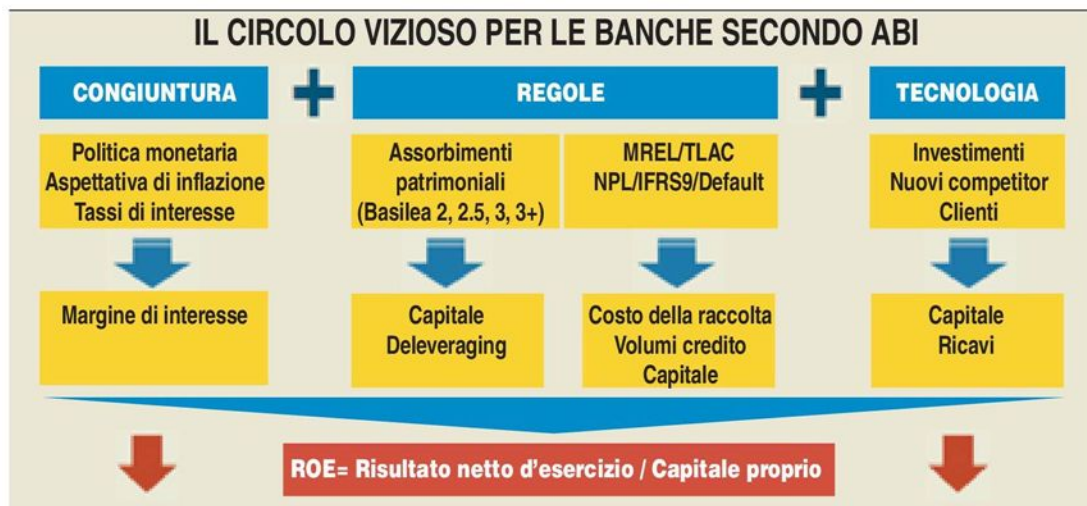 IL CIRCOLO VIZIOSO PER LE BANCHE SECONDO ABI
CONGIUNTURA
+
REGOLE
+
TECNOLOGIA
Politica monetaria
Aspettativa di inflazione
Tassi di interesse
Assorbimenti
patrimoniali
(Basilea 2, 2.5, 3, 3+)
MREL/TLAC
NPL/IFRS9/Default
Investimenti
Nuovi competitor
Clienti
Margine di interesse
Capitale
Deleveraging
Costo della raccolta
Volumi credito
Capitale
Capitale
Ricavi
ROE= Risultato netto d'esercizio / Capitale proprio